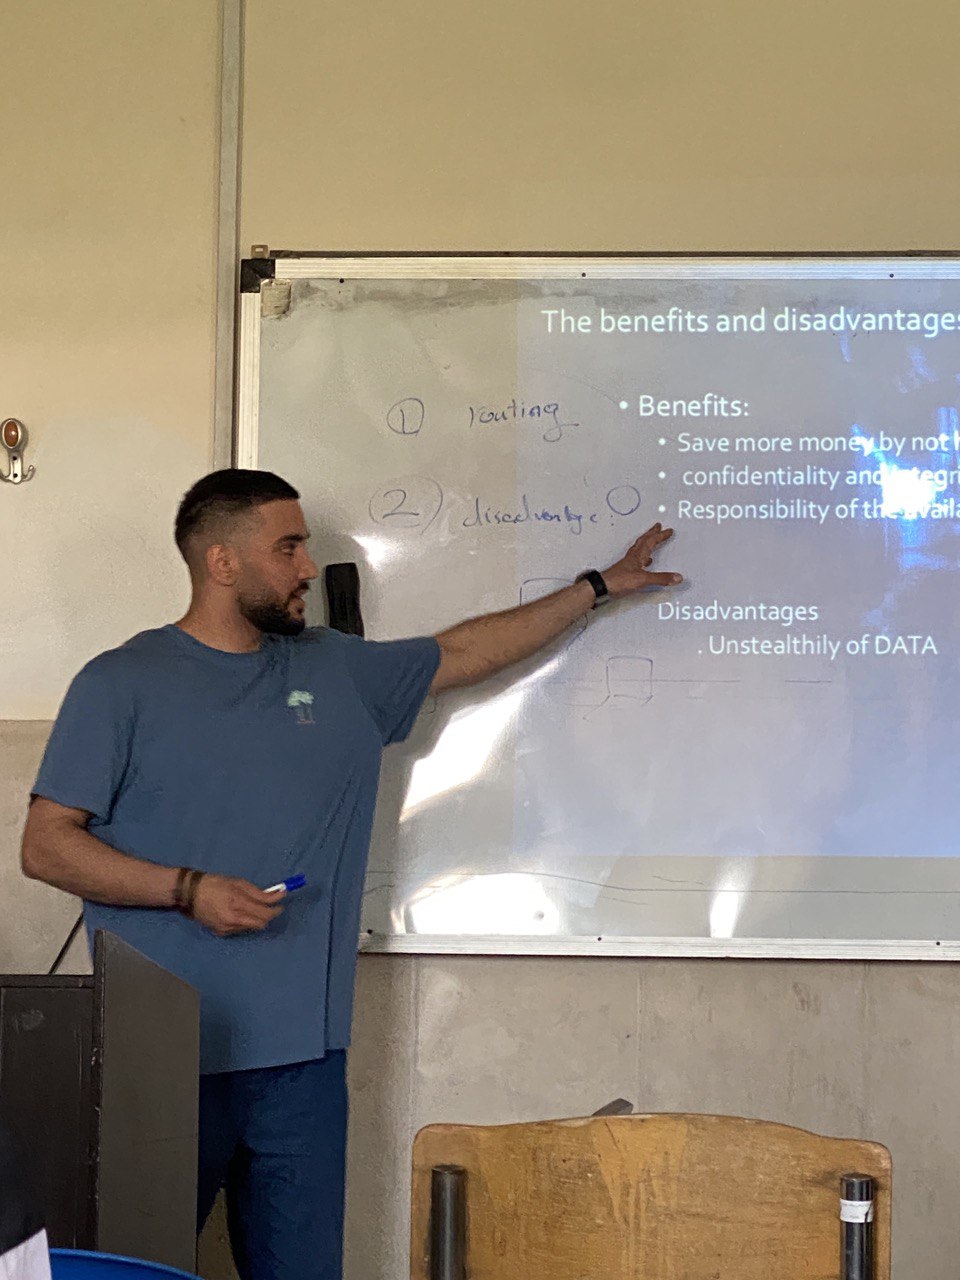 The benefits and disadvantages
① routing
• Benefits:
• Save more money by not
• confidentiality and
② disadvantage?
• Responsibility of the
Disadvantages
. Unstealthily of DATA